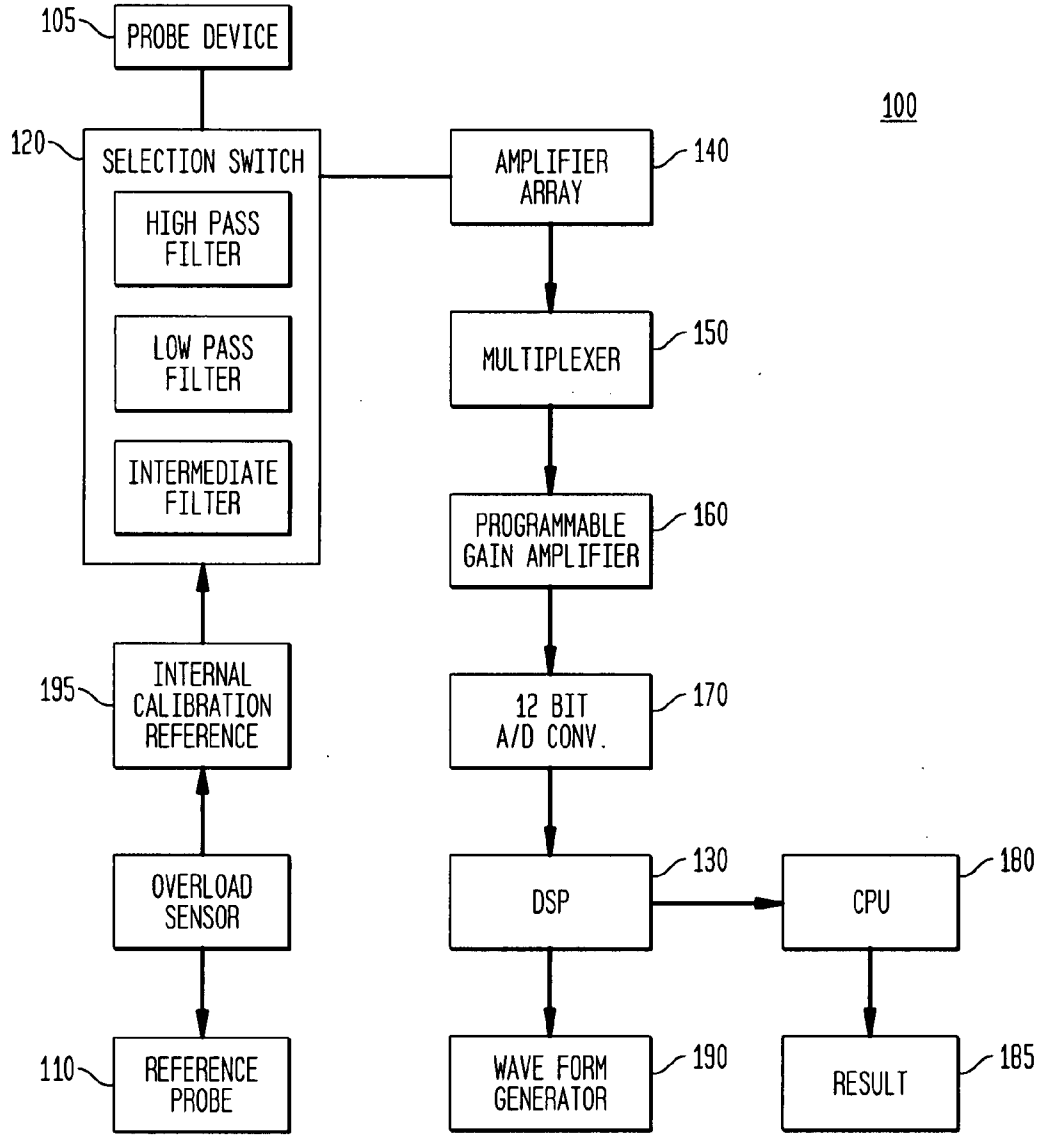 105
PROBE DEVICE
100
120
SELECTION SWITCH
HIGH PASS
FILTER
LOW PASS
FILTER
INTERMEDIATE
FILTER
AMPLIFIER
ARRAY
140
MULTIPLEXER
150
PROGRAMMABLE
GAIN AMPLIFIER
160
195
INTERNAL
CALIBRATION
REFERENCE
12 BIT
A/D CONV.
170
OVERLOAD
SENSOR
DSP
130
CPU
180
110
REFERENCE
PROBE
WAVE FORM
GENERATOR
190
RESULT
185